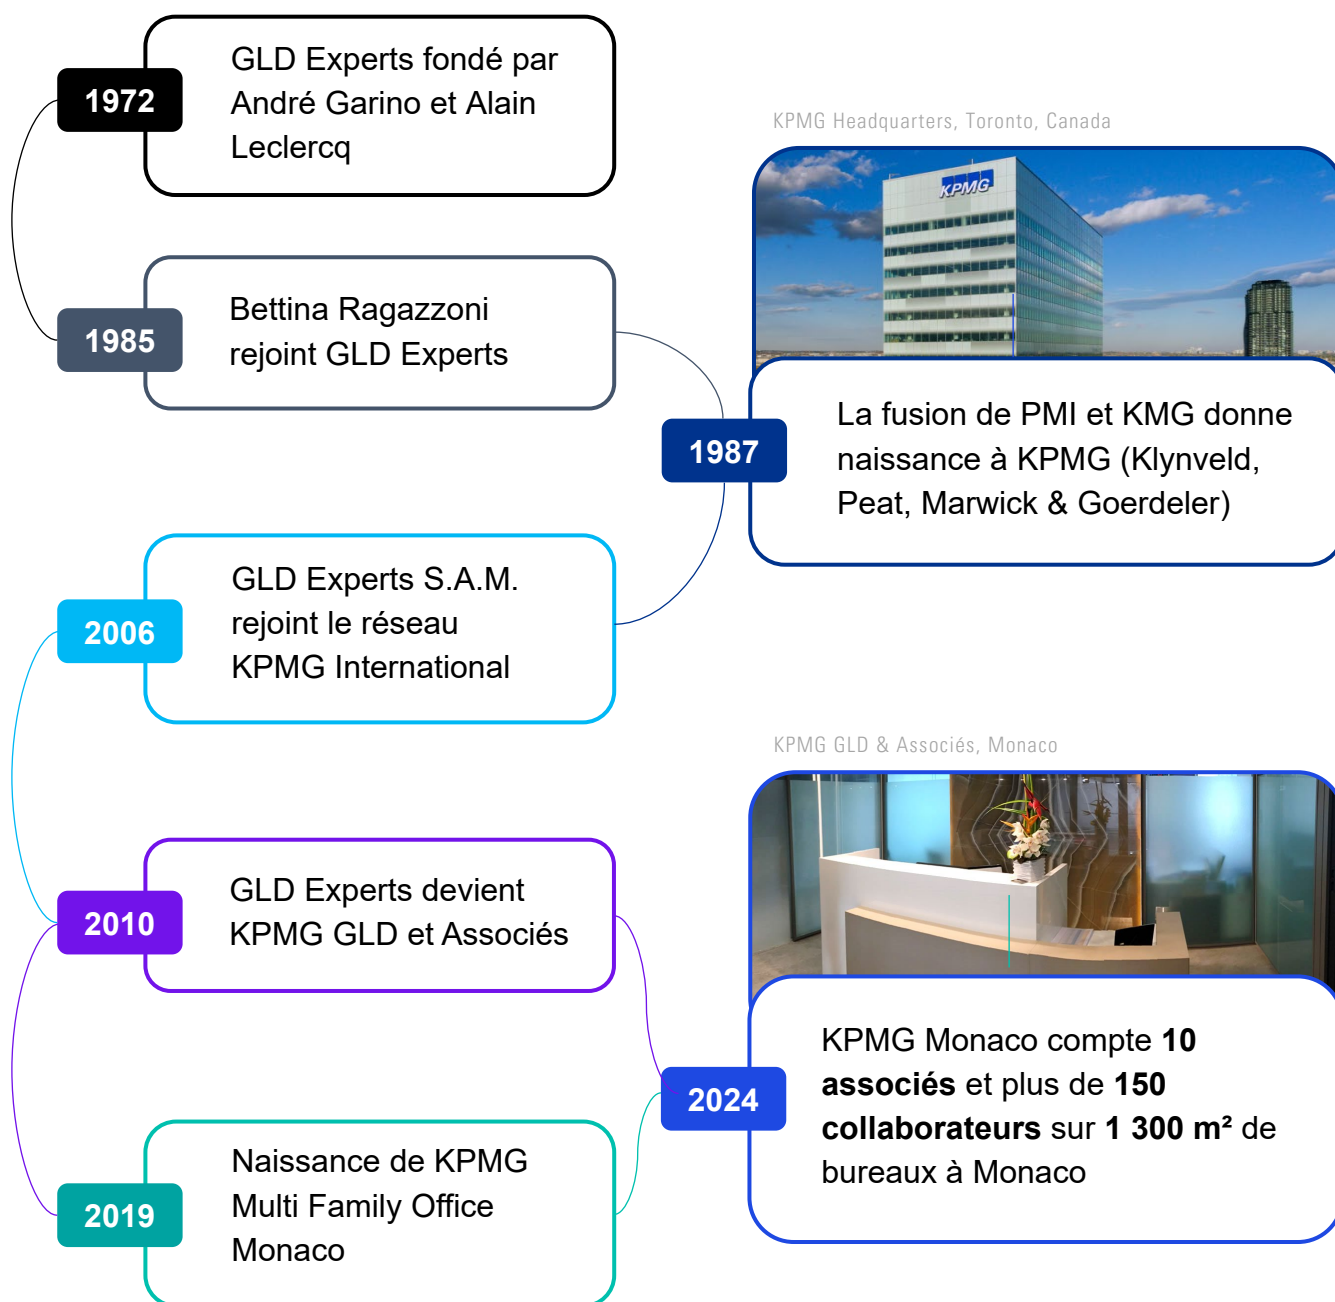 1972
GLD Experts fondé par
André Garino et Alain
Leclercq
1985
Bettina Ragazzoni
rejoint GLD Experts
KPMG Headquarters, Toronto, Canada
KPMG
1987
La fusion de PMI et KMG donne
naissance à KPMG (Klynveld,
Peat, Marwick & Goerdeler)
2006
GLD Experts S.A.M.
rejoint le réseau
KPMG International
2010
GLD Experts devient
KPMG GLD et Associés
2019
Naissance de KPMG
Multi Family Office
Monaco
KPMG GLD & Associés, Monaco
2024
KPMG Monaco compte 10
associés et plus de 150
collaborateurs sur 1 300 m² de
bureaux à Monaco